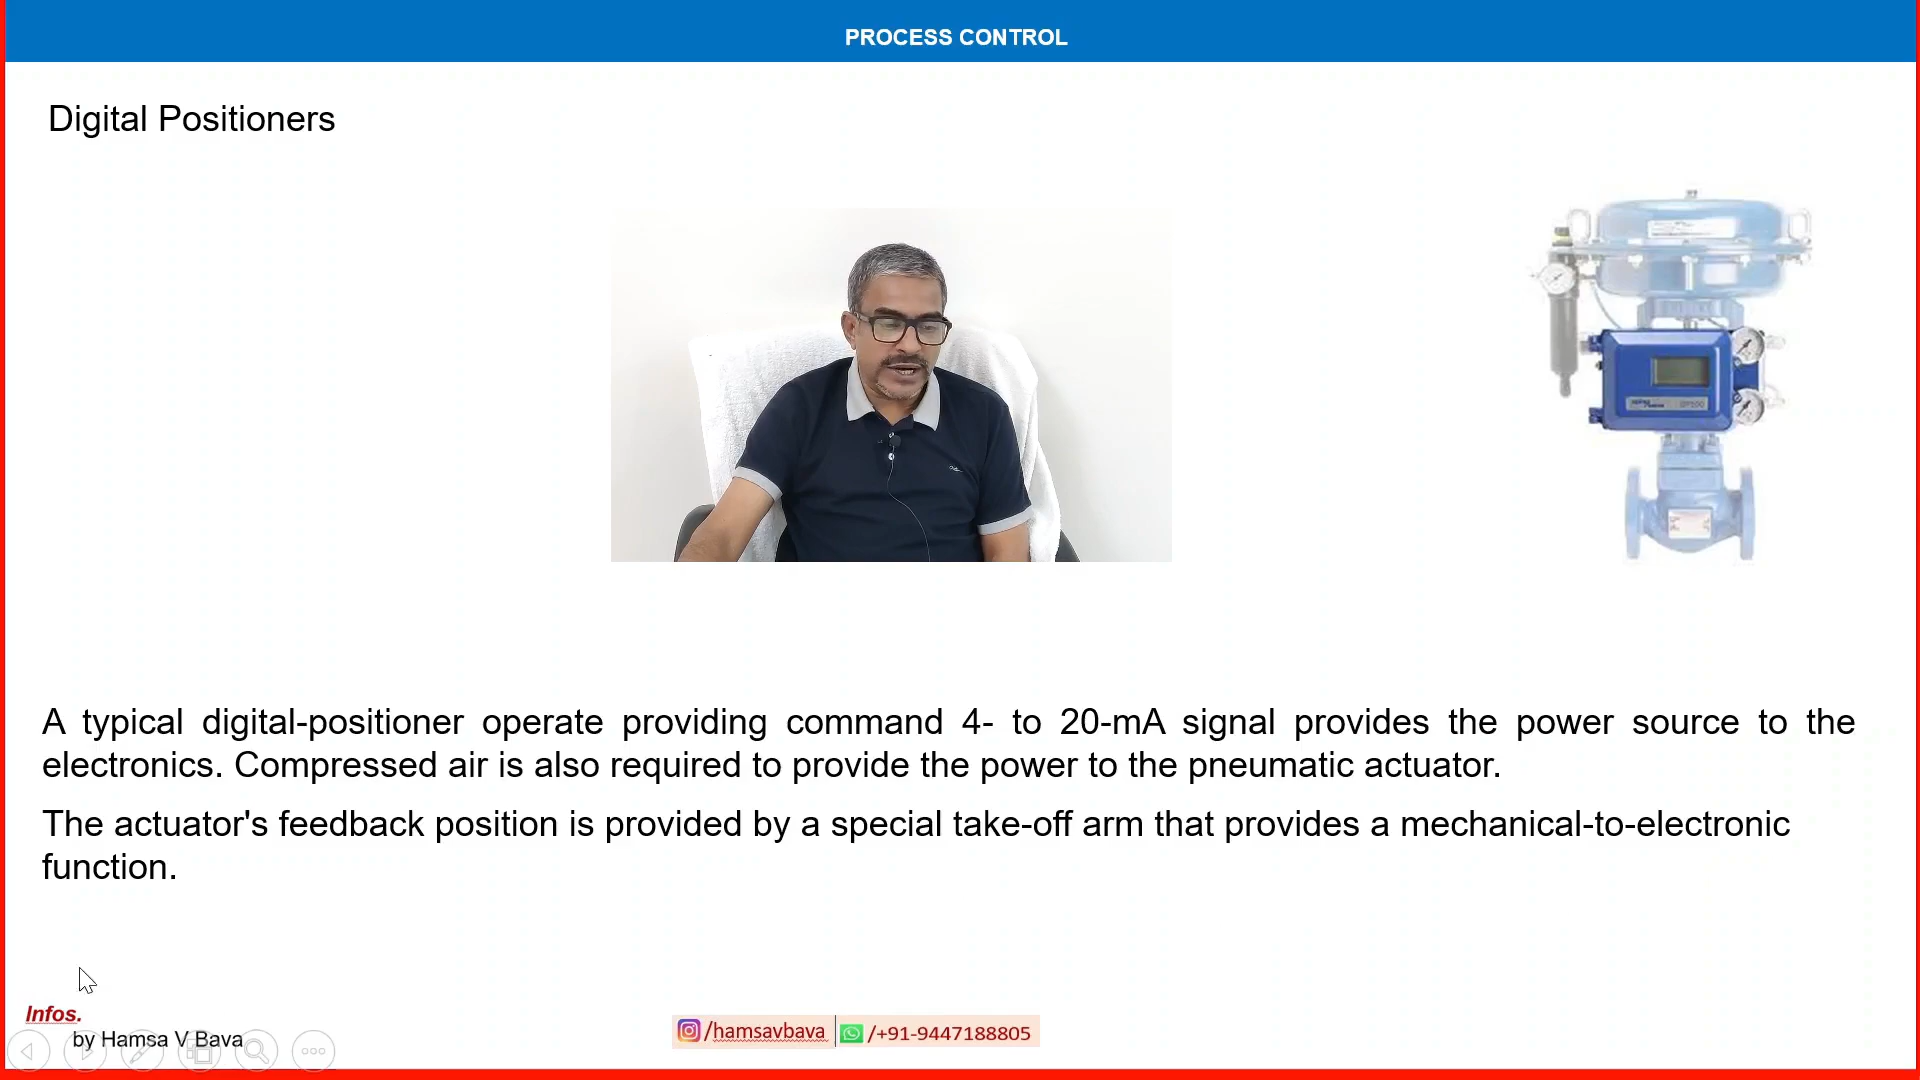 PROCESS CONTROL
Digital Positioners
A typical digital-positioner operate providing command 4- to 20-mA signal provides the power source to the
electronics. Compressed air is also required to provide the power to the pneumatic actuator.
The actuator's feedback position is provided by a special take-off arm that provides a mechanical-to-electronic
function.
Infos.
by Hamsa V Bava
/hamsavbava /+91-9447188805